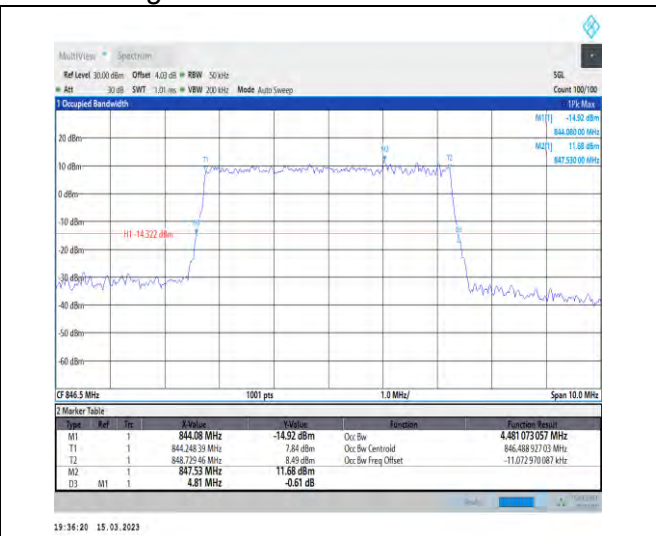 MultiView Spectrum
Ref Level 30.00 dBm Offset 4.03 dB RBW 50 kHz SGL
Att 30 dB SWT 1.01 ms VBW 200 kHz Mode Auto Sweep Count 100/100
1 Occupied Bandwidth 1Pk Max
M1[1] -14.92 dBm
844.080 00 MHz
M2[1] 11.68 dBm
847.530 00 MHz
20 dBm
10 dBm
0 dBm
-10 dBm
-20 dBm
-30 dBm
-40 dBm
-50 dBm
-60 dBm
T1
T2
H1 -14.322 dBm
CF 846.5 MHz 1001 pts 1.0 MHz/ Span 10.0 MHz
2 Marker Table
Type Ref Trc X-Value Y-Value Function Function Result
M1 1 844.08 MHz -14.92 dBm Occ Bw 4.481 073 057 MHz
T1 1 844.248 39 MHz 7.84 dBm Occ Bw Centroid 846.488 927 03 MHz
T2 1 848.729 46 MHz 8.49 dBm Occ Bw Freq Offset -11.072 970 087 kHz
M2 1 847.53 MHz 11.68 dBm
D3 M1 1 4.81 MHz -0.61 dB
19:36:20 15.03.2023